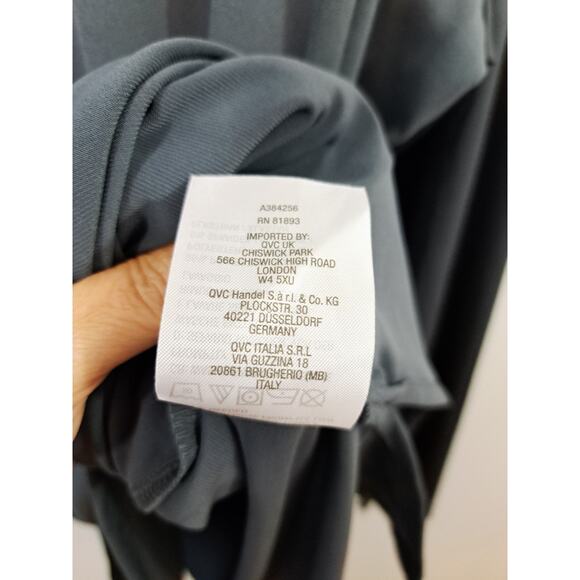 A384256
RN 81893
IMPORTED BY:
QVC UK
CHISWICK PARK
566 CHISWICK HIGH ROAD
LONDON
W4 5XU
QVC Handel S.à r.l. & Co. KG
PLOCKSTR. 30
40221 DÜSSELDORF
GERMANY
QVC ITALIA S.R.L
VIA GUZZINA 18
20861 BRUGHERIO (MB)
ITALY